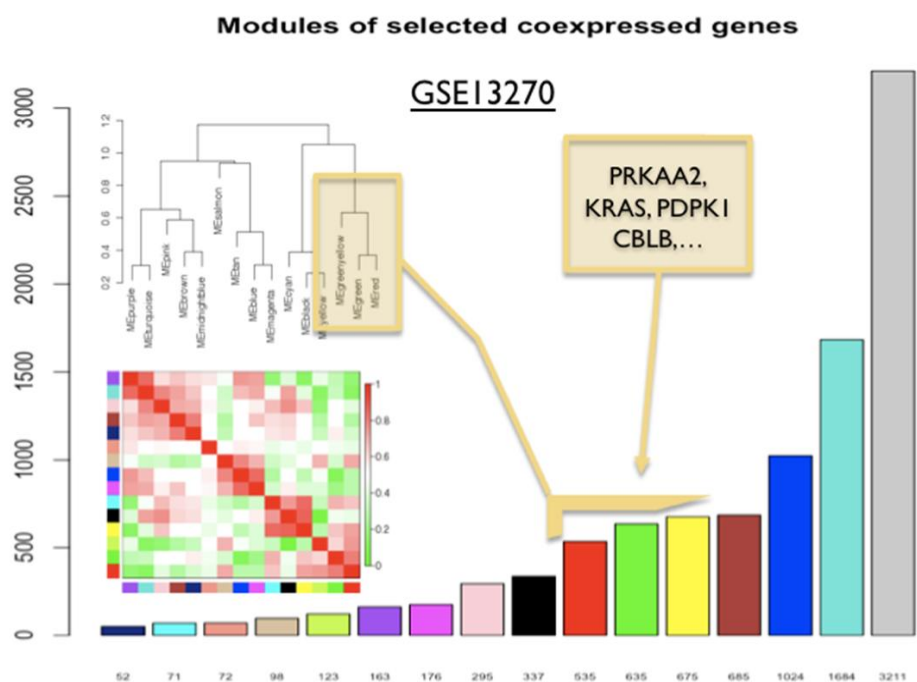 Modules of selected coexpressed genes
GSE13270
3000
2500
2000
1500
1000
500
0
1.2
1.0
0.8
0.6
0.4
0.2
MEpurple
MEturquoise
MEpink
MEbrown
MEmidnightblue
MEsalmon
MEtan
MEblue
MEmagenta
MEcyan
MEblack
yellow
MEgreenyellow
MEgreen
MEred
PRKAA2,
KRAS, PDPK1
CBLB,...
1
0.8
0.6
0.4
0.2
0
52 71 72 98 123 163 176 295 337 535 635 675 685 1024 1684 3211